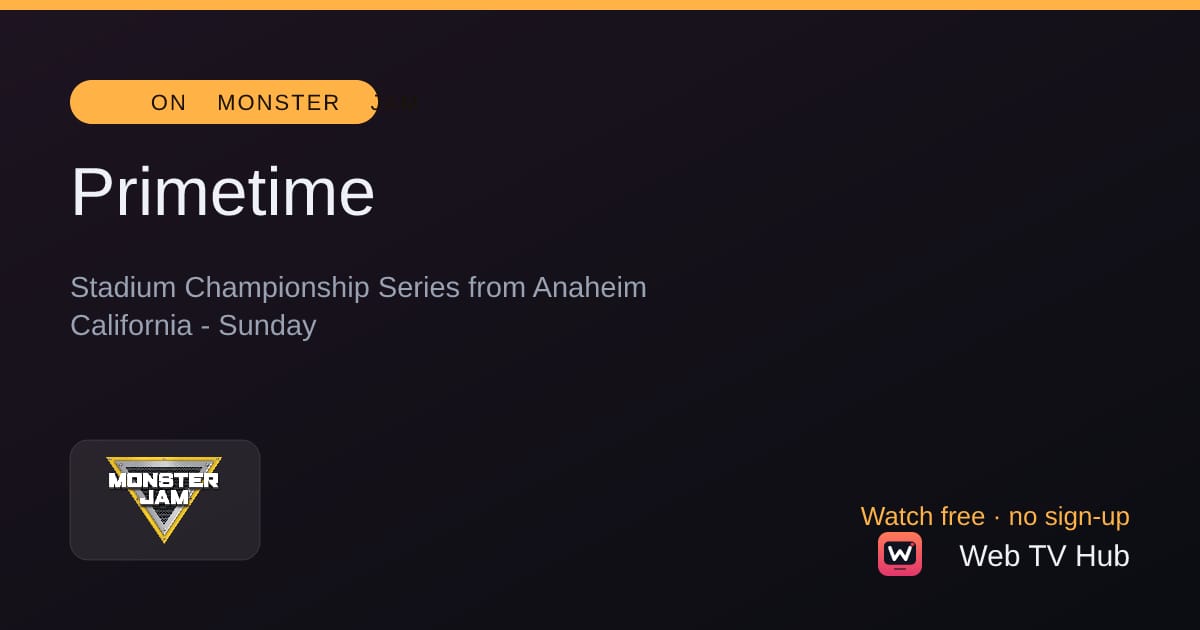 ON MONSTER JAM
Primetime
Stadium Championship Series from Anaheim
California - Sunday
MONSTER
JAM
Watch free · no sign-up
W
Web TV Hub